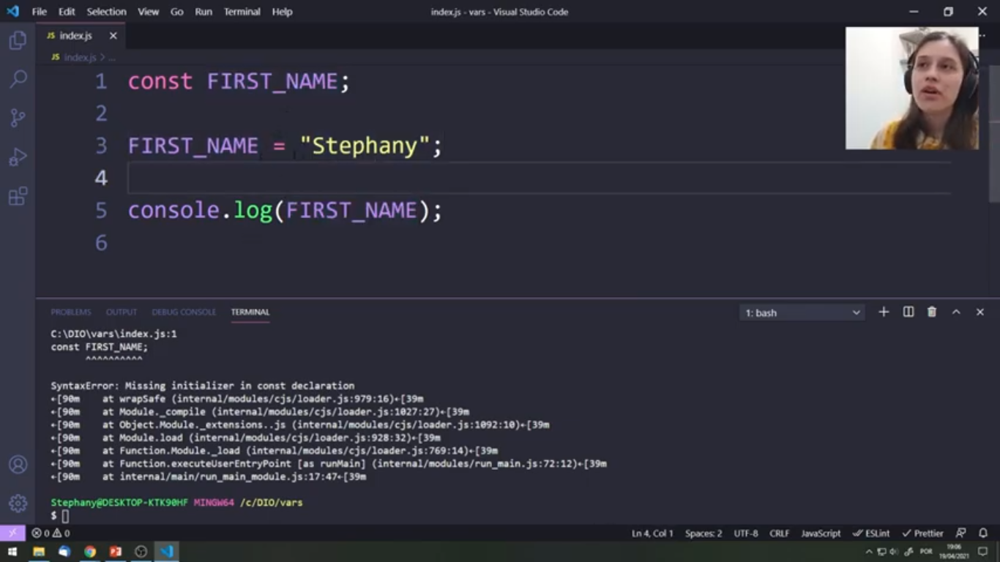 File Edit Selection View Go Run Terminal Help index.js - vars - Visual Studio Code
JS index.js
JS index.js > ...
1 const FIRST_NAME;
2
3 FIRST_NAME = "Stephany";
4
5 console.log(FIRST_NAME);
6
PROBLEMS OUTPUT DEBUG CONSOLE TERMINAL 1: bash
C:\DIO\vars\index.js:1
const FIRST_NAME;
^^^^^^^^^^
SyntaxError: Missing initializer in const declaration
←[90m    at wrapSafe (internal/modules/cjs/loader.js:979:16)←[39m
←[90m    at Module._compile (internal/modules/cjs/loader.js:1027:27)←[39m
←[90m    at Object.Module._extensions..js (internal/modules/cjs/loader.js:1092:10)←[39m
←[90m    at Module.load (internal/modules/cjs/loader.js:928:32)←[39m
←[90m    at Function.Module._load (internal/modules/cjs/loader.js:769:14)←[39m
←[90m    at Function.executeUserEntryPoint [as runMain] (internal/modules/run_main.js:72:12)←[39m
←[90m    at internal/main/run_main_module.js:17:47←[39m
Stephany@DESKTOP-KTK90HF MINGW64 /c/DIO/vars
$
0 0 Ln 4, Col 1 Spaces: 2 UTF-8 CRLF JavaScript ESLint Prettier
POR 19:06
19/04/2021